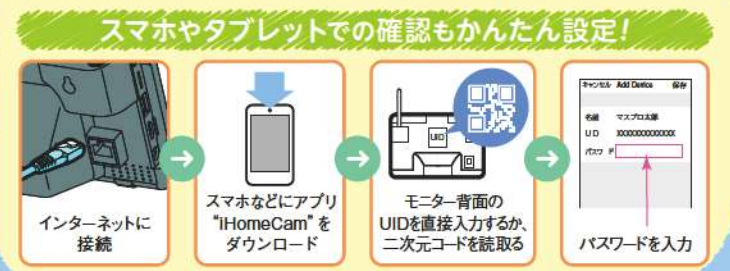 スマホやタブレットでの確認もかんたん設定!
インターネットに
接続
スマホなどにアプリ
“iHomeCam”を
ダウンロード
UID
モニター背面の
UIDを直接入力するか、
二次元コードを読取る
キャンセル Add Device 保存
名前 マスプロ太郎
UID XXXXXXXXXXXXX
パスワード
パスワードを入力